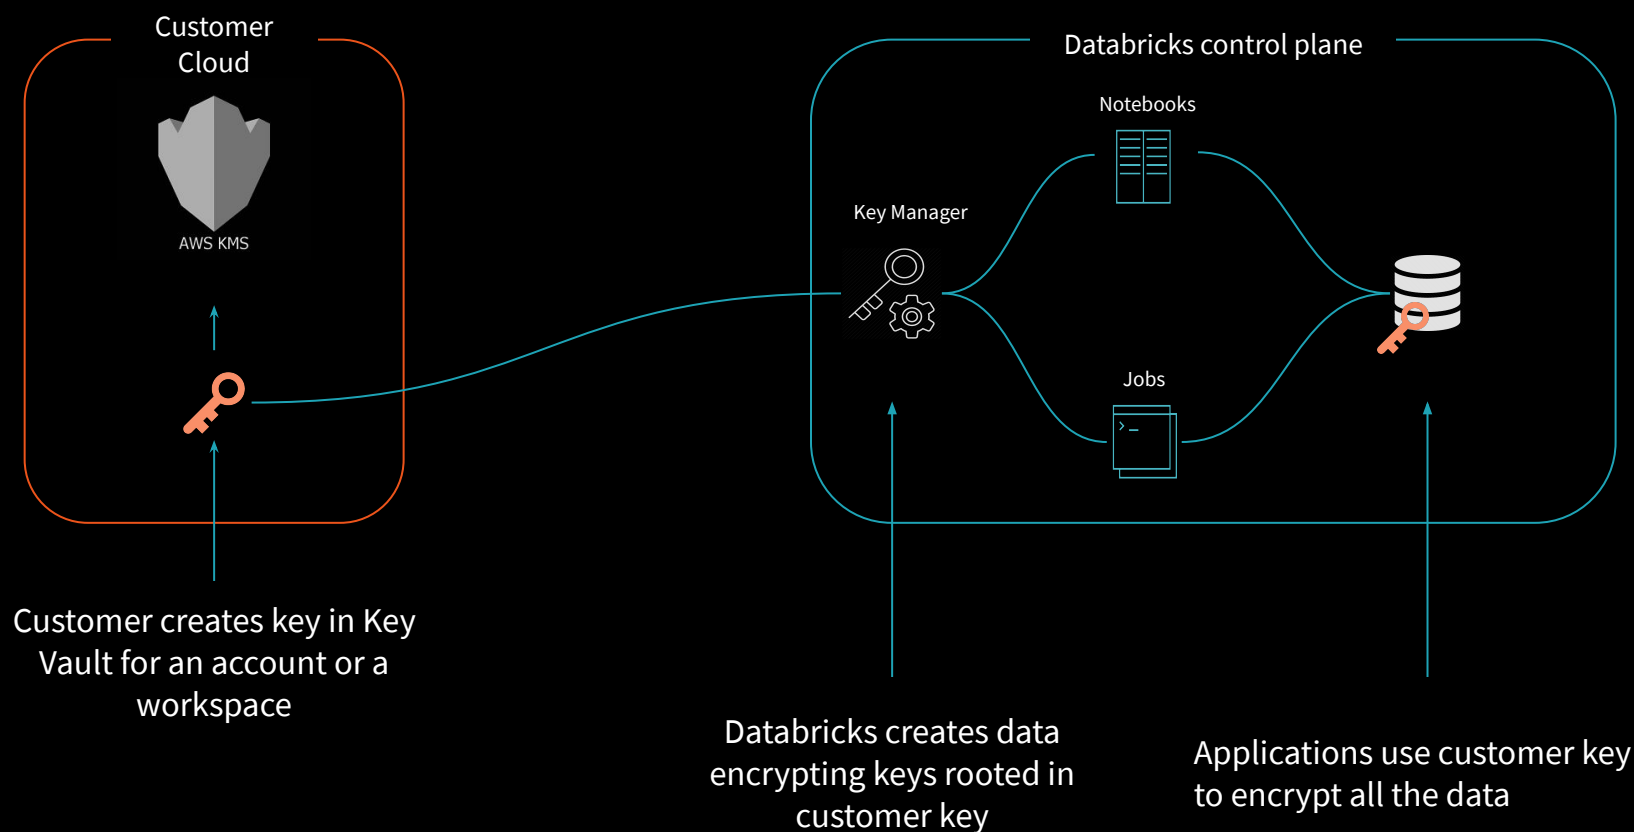 Customer
Cloud
AWS KMS
Customer creates key in Key
Vault for an account or a
workspace
Databricks control plane
Notebooks
Key Manager
Jobs
>_
Databricks creates data
encrypting keys rooted in
customer key
Applications use customer key
to encrypt all the data